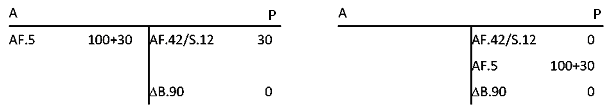 A P
AF.5 100+30 AF.42/S.12 30
ΔB.90 0
A P
AF.42/S.12 0
AF.5 100+30
ΔB.90 0